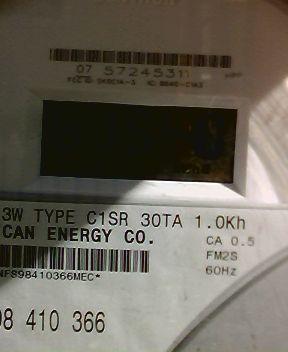 07 57245311
3W TYPE C1SR 30TA 1.0Kh
CAN ENERGY CO.
CA 0.5
FM2S
60Hz
NFS98410366MEC*
98 410 366